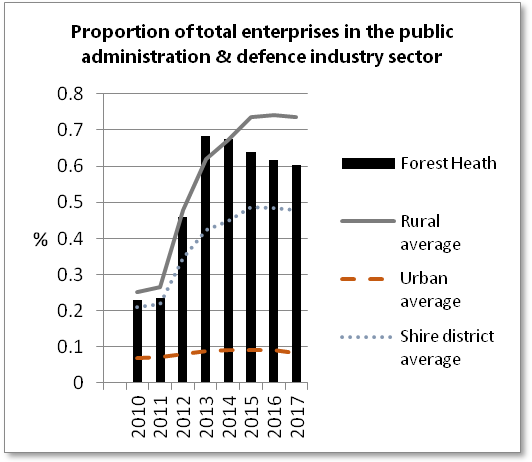 Proportion of total enterprises in the public
administration & defence industry sector
0.8
0.7
0.6
0.5
0.4
0.3
0.2
0.1
0
%
2010
2011
2012
2013
2014
2015
2016
2017
Forest Heath
Rural
average
Urban
average
Shire district
average